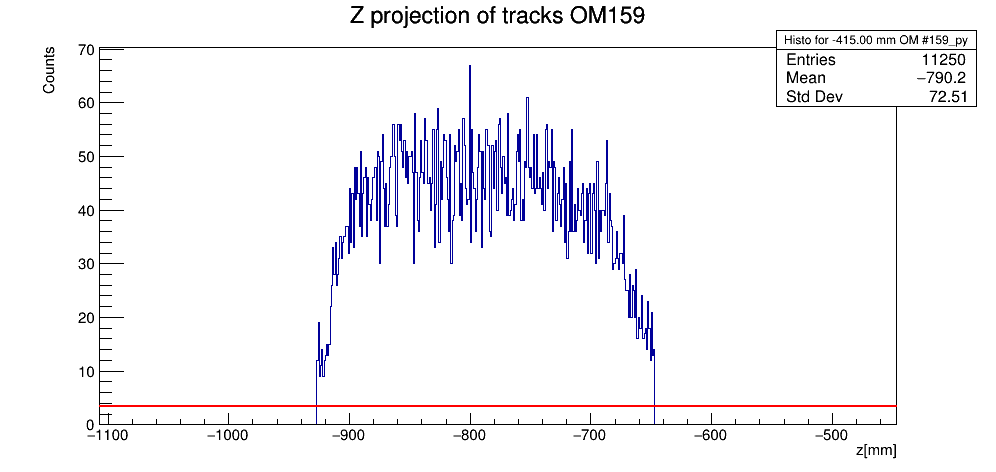 Z projection of tracks OM159
Histo for -415.00 mm OM #159_py
Entries 11250
Mean −790.2
Std Dev 72.51
Counts
70
60
50
40
30
20
10
0
−1100 −1000 −900 −800 −700 −600 −500
z[mm]